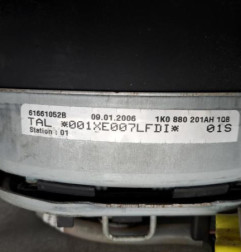 61661052B 09.01.2006 1K0 880 201AH 1QB
TAL *001XE007LFDI* 01S
Station : 01